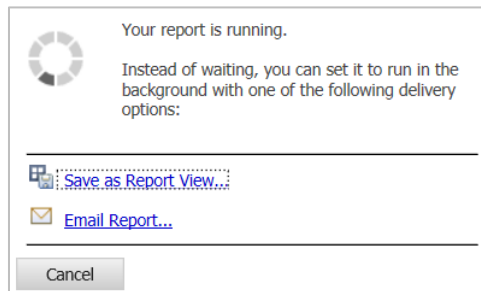 Your report is running.
Instead of waiting, you can set it to run in the
background with one of the following delivery
options:
Save as Report View...
Email Report...
Cancel